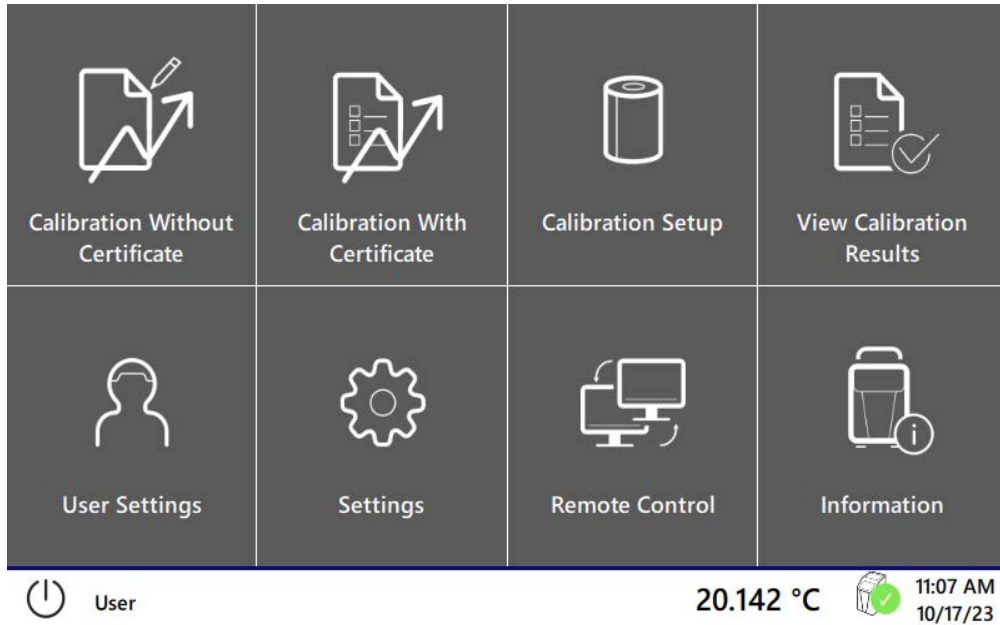 Calibration Without
Certificate
Calibration With
Certificate
Calibration Setup
View Calibration
Results
User Settings
Settings
Remote Control
Information
User
20.142 °C
11:07 AM
10/17/23